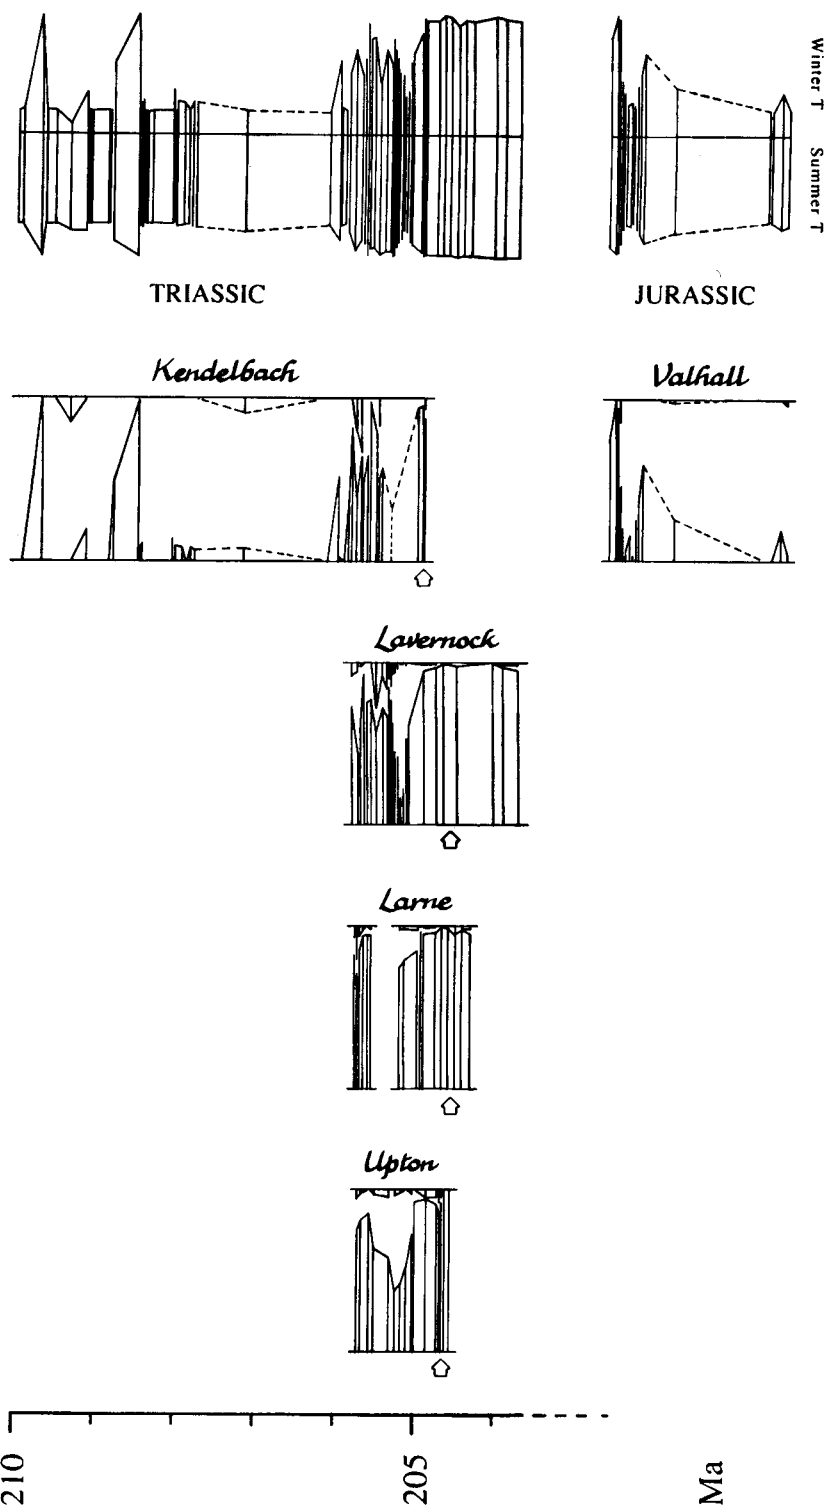 Winter T
Summer T
TRIASSIC
JURASSIC
Kendelbach
Valhall
Lavernock
Larne
Upton
210
205
Ma